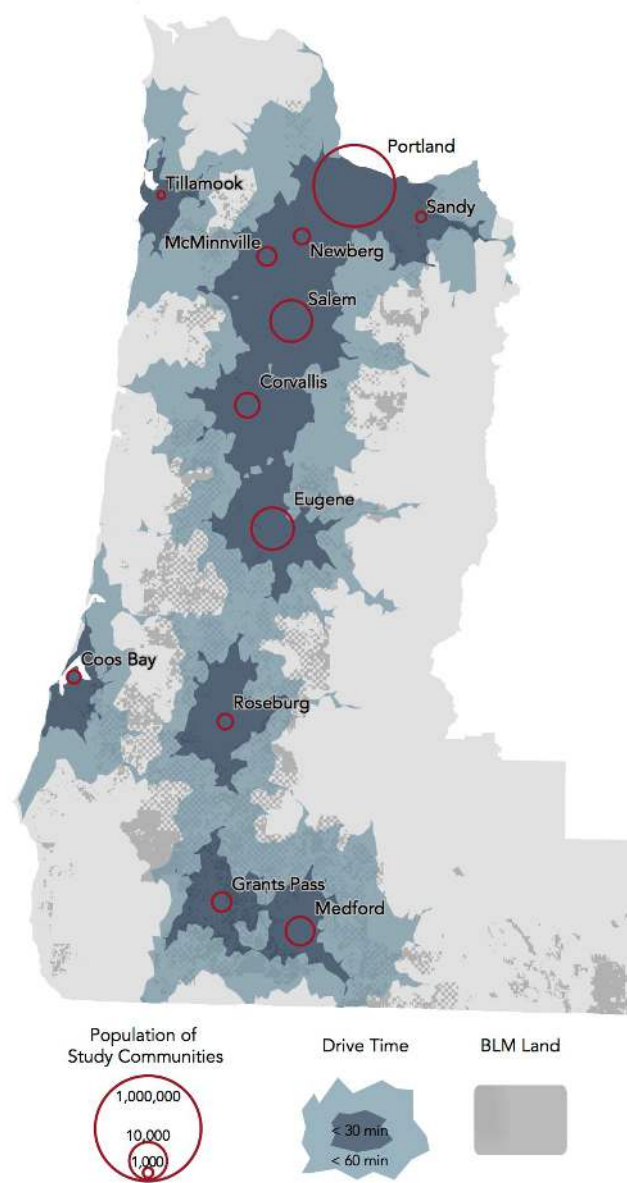 Portland
Tillamook
Sandy
McMinnville
Newberg
Salem
Corvallis
Eugene
Coos Bay
Roseburg
Grants Pass
Medford
Population of
Study Communities
1,000,000
10,000
1,000
Drive Time
< 30 min
< 60 min
BLM Land